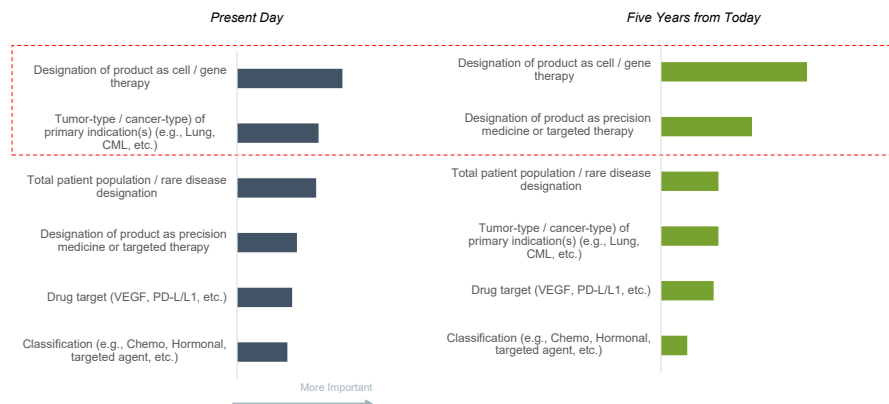 Present Day
Designation of product as cell / gene
therapy
Tumor-type / cancer-type) of
primary indication(s) (e.g., Lung,
CML, etc.)
Total patient population / rare disease
designation
Designation of product as precision
medicine or targeted therapy
Drug target (VEGF, PD-L/L1, etc.)
Classification (e.g., Chemo, Hormonal,
targeted agent, etc.)
More Important
Five Years from Today
Designation of product as cell / gene
therapy
Designation of product as precision
medicine or targeted therapy
Total patient population / rare disease
designation
Tumor-type / cancer-type) of
primary indication(s) (e.g., Lung,
CML, etc.)
Drug target (VEGF, PD-L/L1, etc.)
Classification (e.g., Chemo, Hormonal,
targeted agent, etc.)